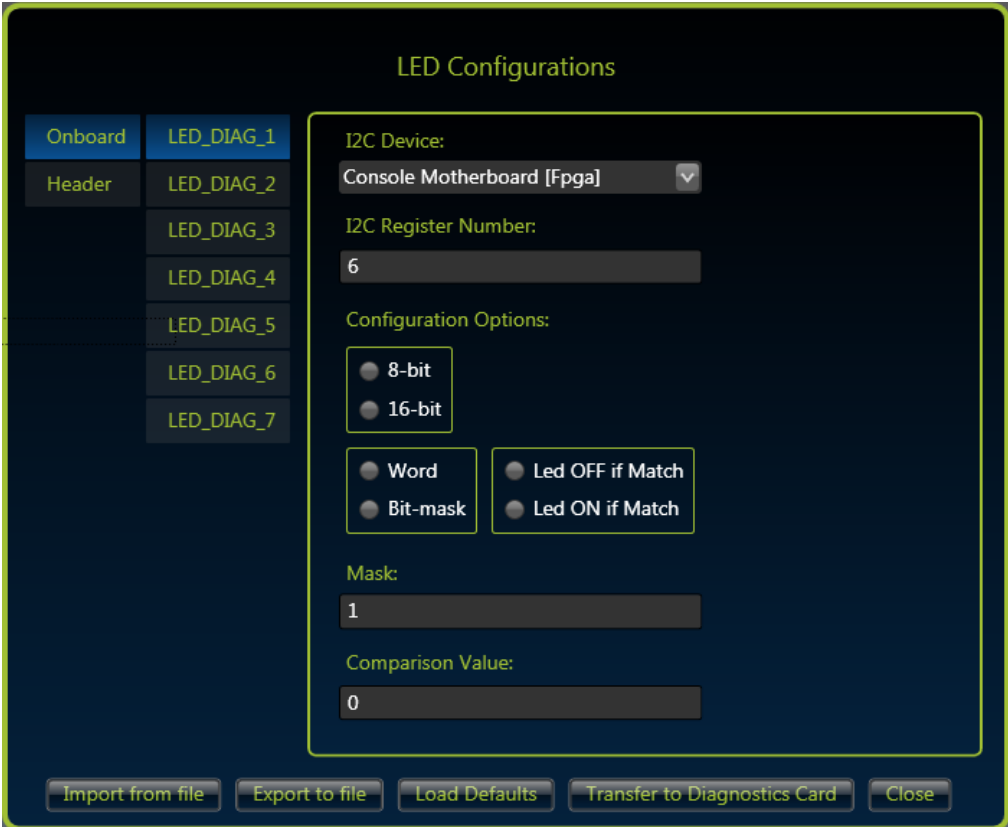 LED Configurations
Onboard
Header
LED_DIAG_1
LED_DIAG_2
LED_DIAG_3
LED_DIAG_4
LED_DIAG_5
LED_DIAG_6
LED_DIAG_7
I2C Device:
Console Motherboard [Fpga]
I2C Register Number:
6
Configuration Options:
8-bit
16-bit
Word
Bit-mask
Led OFF if Match
Led ON if Match
Mask:
1
Comparison Value:
0
Import from file
Export to file
Load Defaults
Transfer to Diagnostics Card
Close